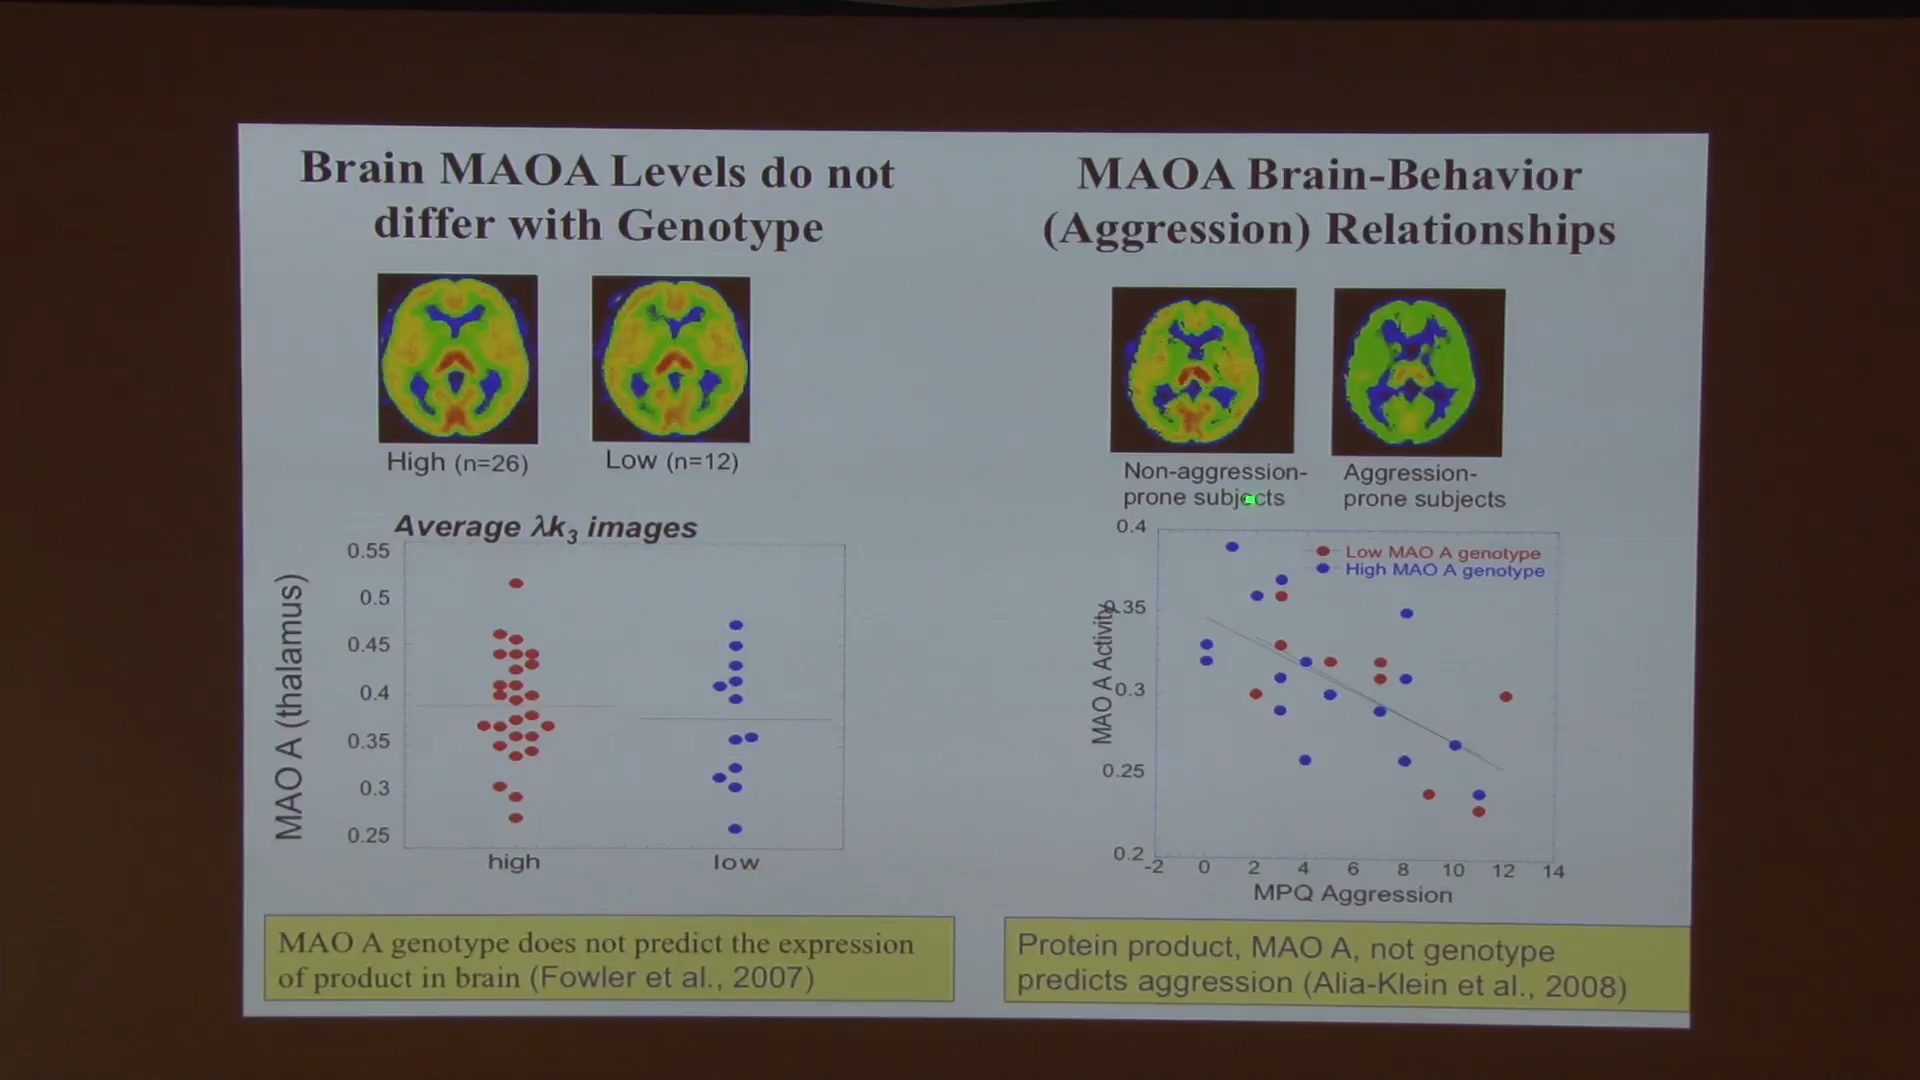 Brain MAOA Levels do not
differ with Genotype
High (n=26)
Low (n=12)
Average λk3 images
MAO A (thalamus)
0.55
0.5
0.45
0.4
0.35
0.3
0.25
high
low
MAO A genotype does not predict the expression
of product in brain (Fowler et al., 2007)
MAOA Brain-Behavior
(Aggression) Relationships
Non-aggression-
prone subjects
Aggression-
prone subjects
Low MAO A genotype
High MAO A genotype
MAO A Activity
0.4
0.35
0.3
0.25
0.2
-2 0 2 4 6 8 10 12 14
MPQ Aggression
Protein product, MAO A, not genotype
predicts aggression (Alia-Klein et al., 2008)